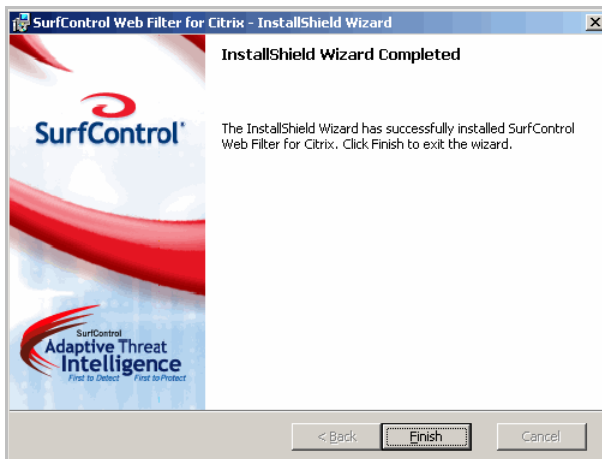 SurfControl Web Filter for Citrix - InstallShield Wizard
InstallShield Wizard Completed
SurfControl
The InstallShield Wizard has successfully installed SurfControl
Web Filter for Citrix. Click Finish to exit the wizard.
SurfControl
Adaptive Threat
Intelligence
First to Detect First to Protect
< Back Finish Cancel